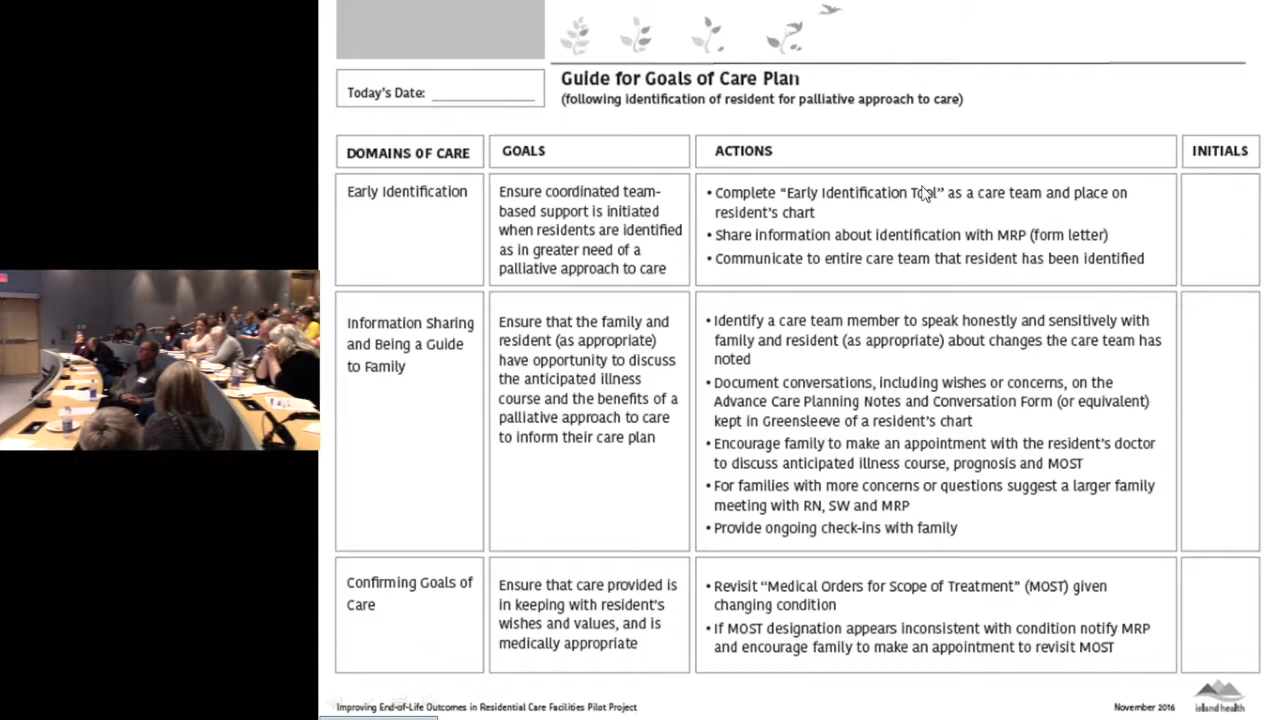 Today's Date:
Guide for Goals of Care Plan
(following identification of resident for palliative approach to care)
DOMAINS OF CARE
GOALS
ACTIONS
INITIALS
Early Identification
Ensure coordinated team-
based support is initiated
when residents are identified
as in greater need of a
palliative approach to care
• Complete “Early Identification Tool” as a care team and place on
resident's chart
• Share information about identification with MRP (form letter)
• Communicate to entire care team that resident has been identified
Information Sharing
and Being a Guide
to Family
Ensure that the family and
resident (as appropriate)
have opportunity to discuss
the anticipated illness
course and the benefits of a
palliative approach to care
to inform their care plan
• Identify a care team member to speak honestly and sensitively with
family and resident (as appropriate) about changes the care team has
noted
• Document conversations, including wishes or concerns, on the
Advance Care Planning Notes and Conversation Form (or equivalent)
kept in Greensleeve of a resident's chart
• Encourage family to make an appointment with the resident's doctor
to discuss anticipated illness course, prognosis and MOST
• For families with more concerns or questions suggest a larger family
meeting with RN, SW and MRP
• Provide ongoing check-ins with family
Confirming Goals of
Care
Ensure that care provided is
in keeping with resident's
wishes and values, and is
medically appropriate
• Revisit “Medical Orders for Scope of Treatment” (MOST) given
changing condition
• If MOST designation appears inconsistent with condition notify MRP
and encourage family to make an appointment to revisit MOST
Improving End-of-Life Outcomes in Residential Care Facilities Pilot Project
November 2016
island health